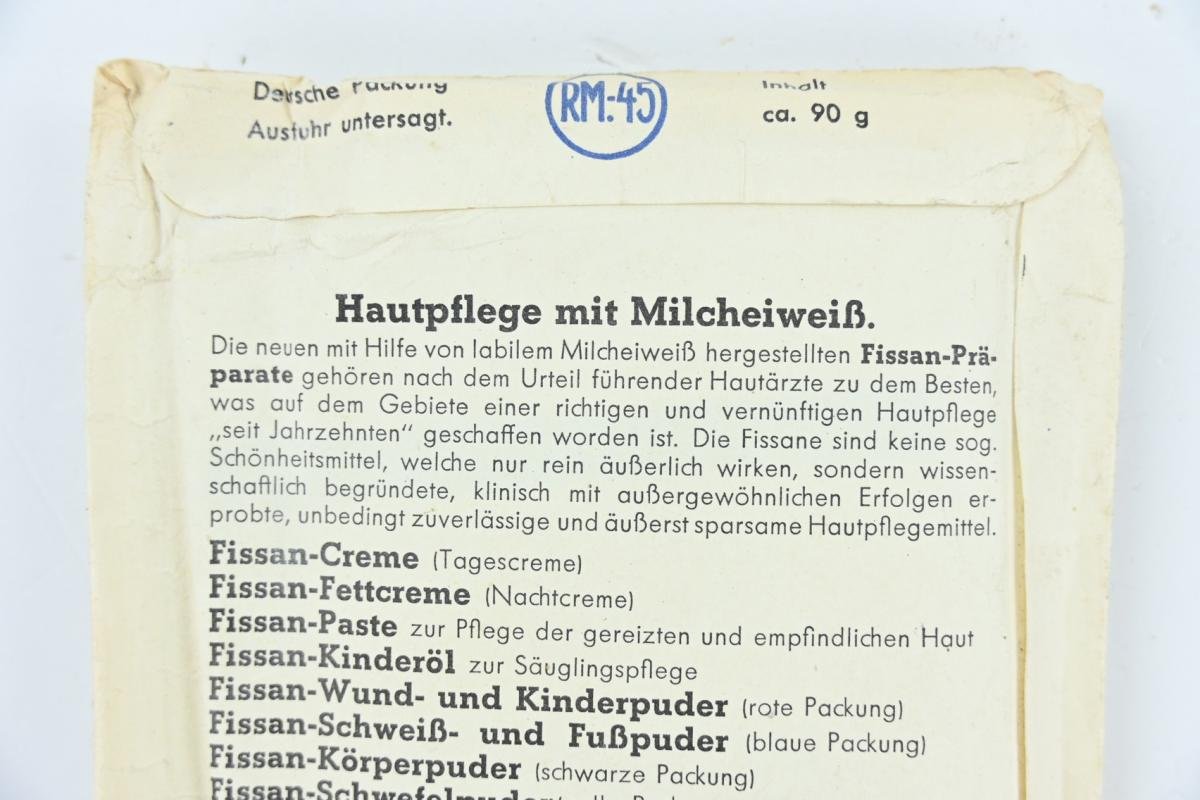 Deutsche Packung
Ausfuhr untersagt.
RM-.45
Inhalt
ca. 90 g
Hautpflege mit Milcheiweiß.
Die neuen mit Hilfe von labilem Milcheiweiß hergestellten Fissan-Prä-
parate gehören nach dem Urteil führender Hautärzte zu dem Besten,
was auf dem Gebiete einer richtigen und vernünftigen Hautpflege
„seit Jahrzehnten“ geschaffen worden ist. Die Fissane sind keine sog.
Schönheitsmittel, welche nur rein äußerlich wirken, sondern wissen-
schaftlich begründete, klinisch mit außergewöhnlichen Erfolgen er-
probte, unbedingt zuverlässige und äußerst sparsame Hautpflegemittel.
Fissan-Creme (Tagescreme)
Fissan-Fettcreme (Nachtcreme)
Fissan-Paste zur Pflege der gereizten und empfindlichen Haut
Fissan-Kinderöl zur Säuglingspflege
Fissan-Wund- und Kinderpuder (rote Packung)
Fissan-Schweiß- und Fußpuder (blaue Packung)
Fissan-Körperpuder (schwarze Packung)
Fissan-Schwefelpuder